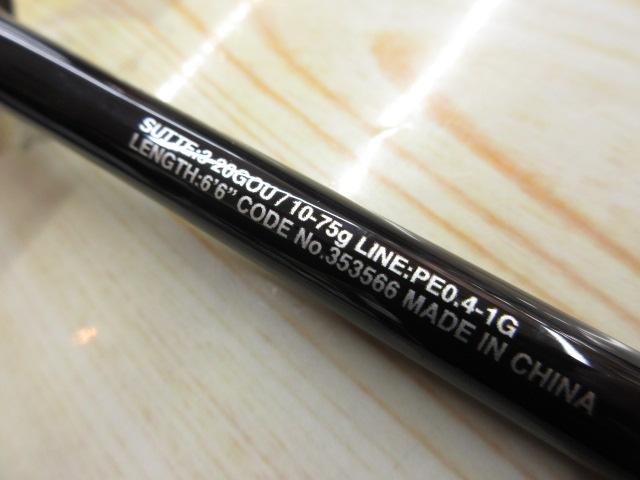 SUTTE:3-20GOU / 10-75g LINE:PE0.4-1G
LENGTH:6'6" CODE No.353566 MADE IN CHINA